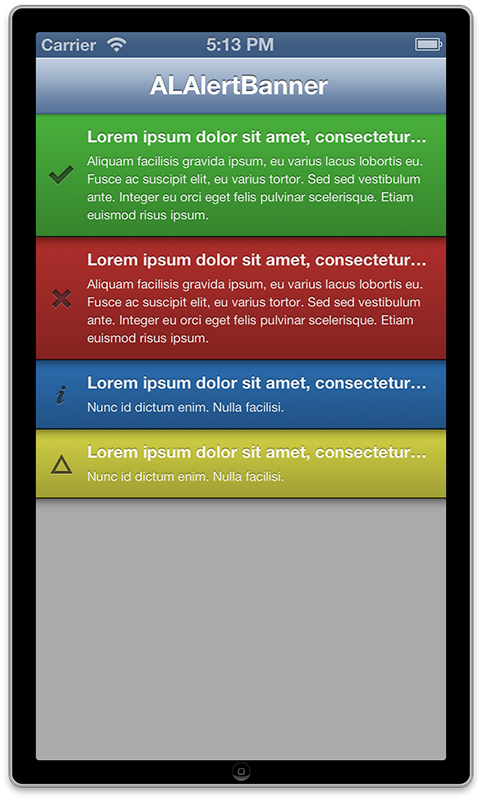 Carrier 5:13 PM
ALAlertBanner
Lorem ipsum dolor sit amet, consectetur...
Aliquam facilisis gravida ipsum, eu varius lacus lobortis eu.
Fusce ac suscipit elit, eu varius tortor. Sed sed vestibulum
ante. Integer eu orci eget felis pulvinar scelerisque. Etiam
euismod risus ipsum.
Lorem ipsum dolor sit amet, consectetur...
Aliquam facilisis gravida ipsum, eu varius lacus lobortis eu.
Fusce ac suscipit elit, eu varius tortor. Sed sed vestibulum
ante. Integer eu orci eget felis pulvinar scelerisque. Etiam
euismod risus ipsum.
Lorem ipsum dolor sit amet, consectetur...
Nunc id dictum enim. Nulla facilisi.
Lorem ipsum dolor sit amet, consectetur...
Nunc id dictum enim. Nulla facilisi.